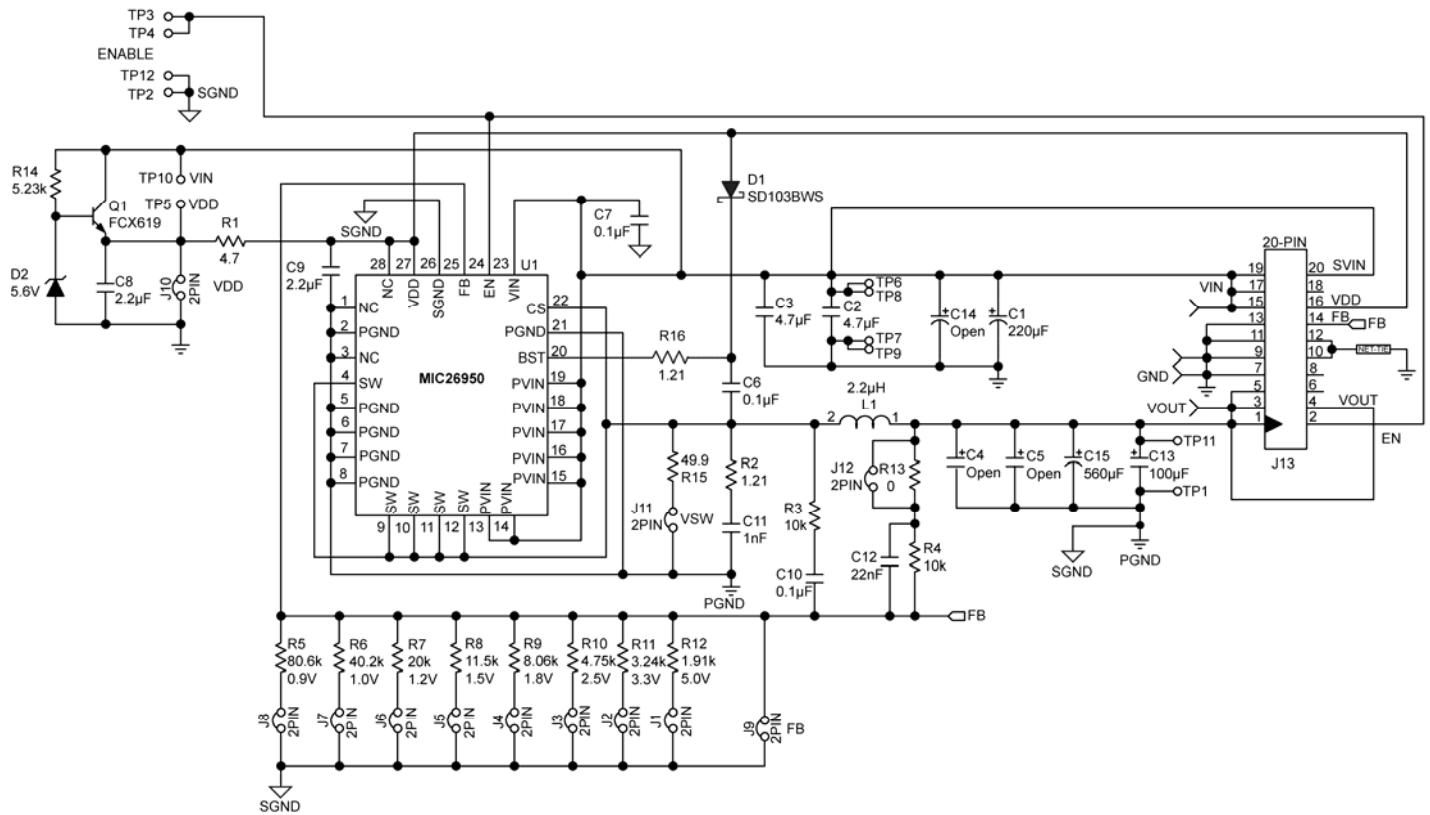 TP3
TP4
ENABLE
TP12
TP2
SGND
R14
5.23k
Q1
FCX619
TP10
VIN
TP5
VDD
R1
4.7
D2
5.6V
C8
2.2µF
J10
2PIN
VDD
C9
2.2µF
SGND
28
27
26
25
24
23
U1
NC
VDD
SGND
FB
EN
VIN
C7
0.1µF
D1
SD103BWS
1
NC
2
PGND
3
NC
4
SW
5
PGND
6
PGND
7
PGND
8
PGND
MIC26950
CS
22
PGND
21
BST
20
PVIN
19
PVIN
18
PVIN
17
PVIN
16
PVIN
15
SW
SW
SW
SW
PVIN
PVIN
9
10
11
12
13
14
R16
1.21
C6
0.1µF
C3
4.7µF
C2
4.7µF
TP6
TP8
TP7
TP9
C14
Open
C1
220µF
20-PIN
19
20
SVIN
VIN
17
18
15
16
VDD
13
14
FB
FB
11
12
9
10
NET-TIE
GND
7
8
5
6
VOUT
3
4
VOUT
1
2
EN
J13
2.2µH
2
L1
1
49.9
R15
J11
2PIN
VSW
R2
1.21
C11
1nF
PGND
R3
10k
C10
0.1µF
J12
2PIN
R13
0
C12
22nF
R4
10k
C4
Open
C5
Open
C15
560µF
C13
100µF
TP11
TP1
SGND
PGND
FB
R5
80.6k
0.9V
R6
40.2k
1.0V
R7
20k
1.2V
R8
11.5k
1.5V
R9
8.06k
1.8V
R10
4.75k
2.5V
R11
3.24k
3.3V
R12
1.91k
5.0V
J8
2PIN
J7
2PIN
J6
2PIN
J5
2PIN
J4
2PIN
J3
2PIN
J2
2PIN
J1
2PIN
J9
2PIN
FB
SGND